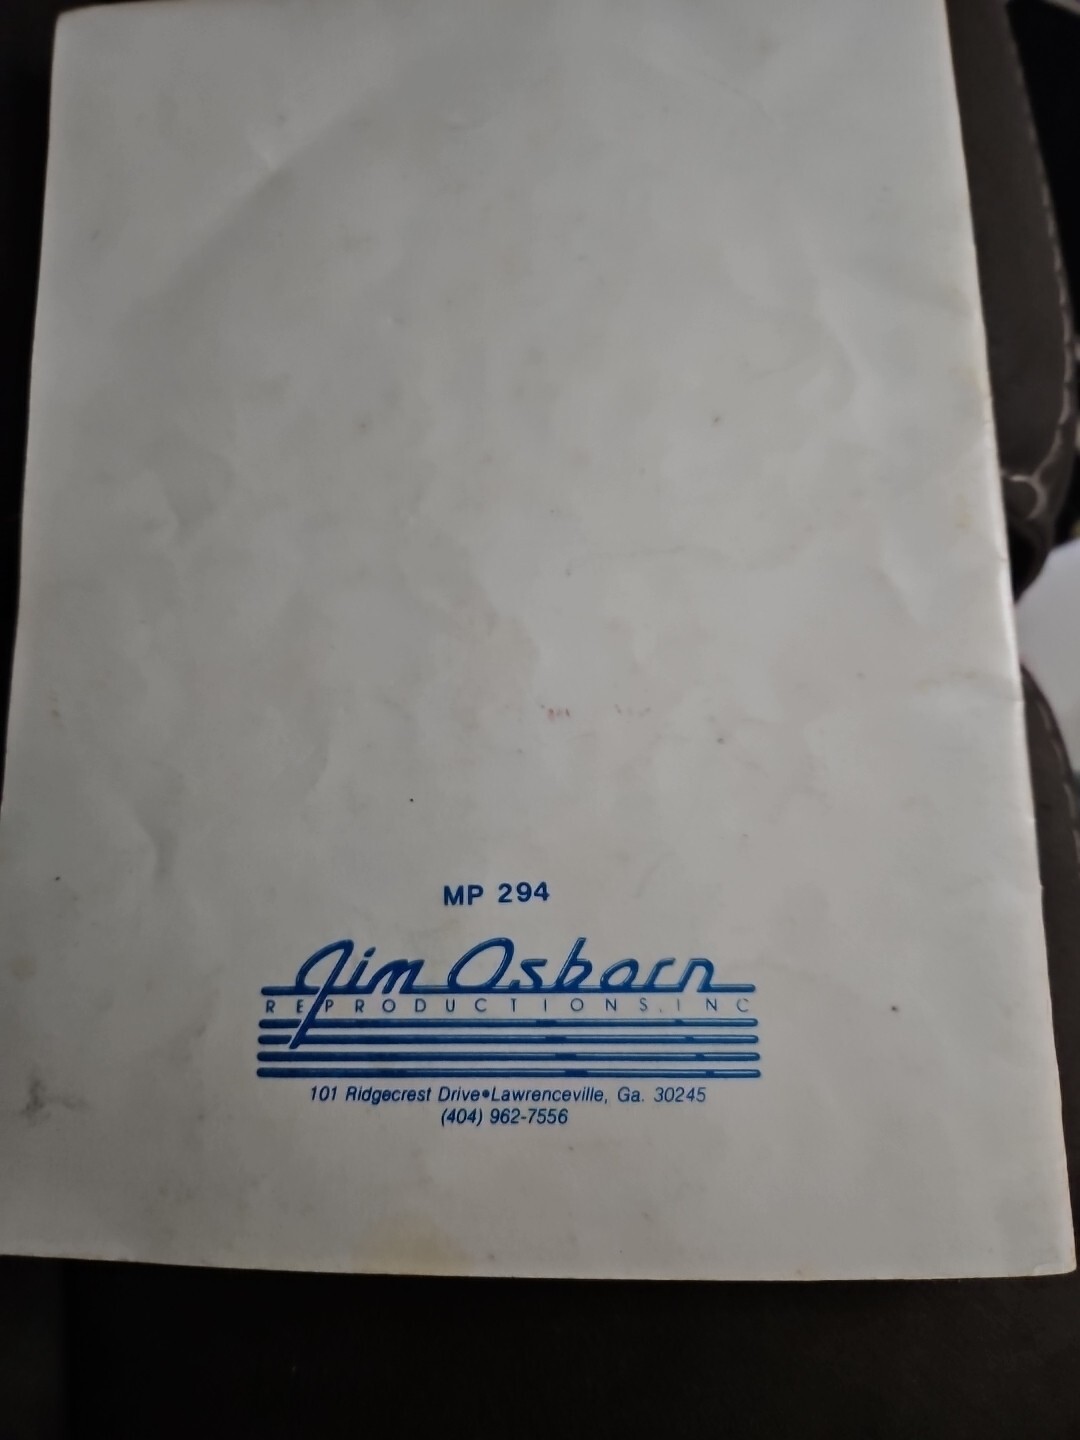 MP 294
Jim Osborn
REPRODUCTIONS, INC
101 Ridgecrest Drive•Lawrenceville, Ga. 30245
(404) 962-7556